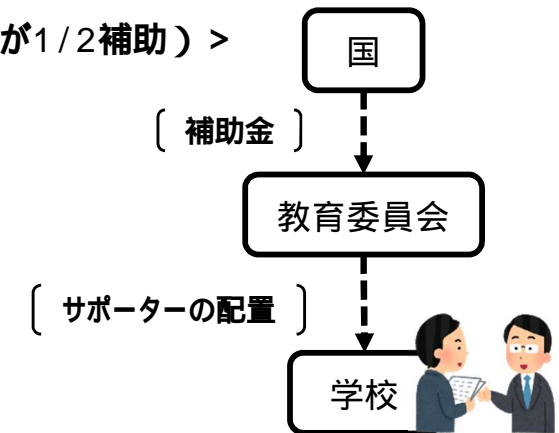 が1/2補助）>
国
〔 補助金 〕
教育委員会
〔 サポーターの配置 〕
学校